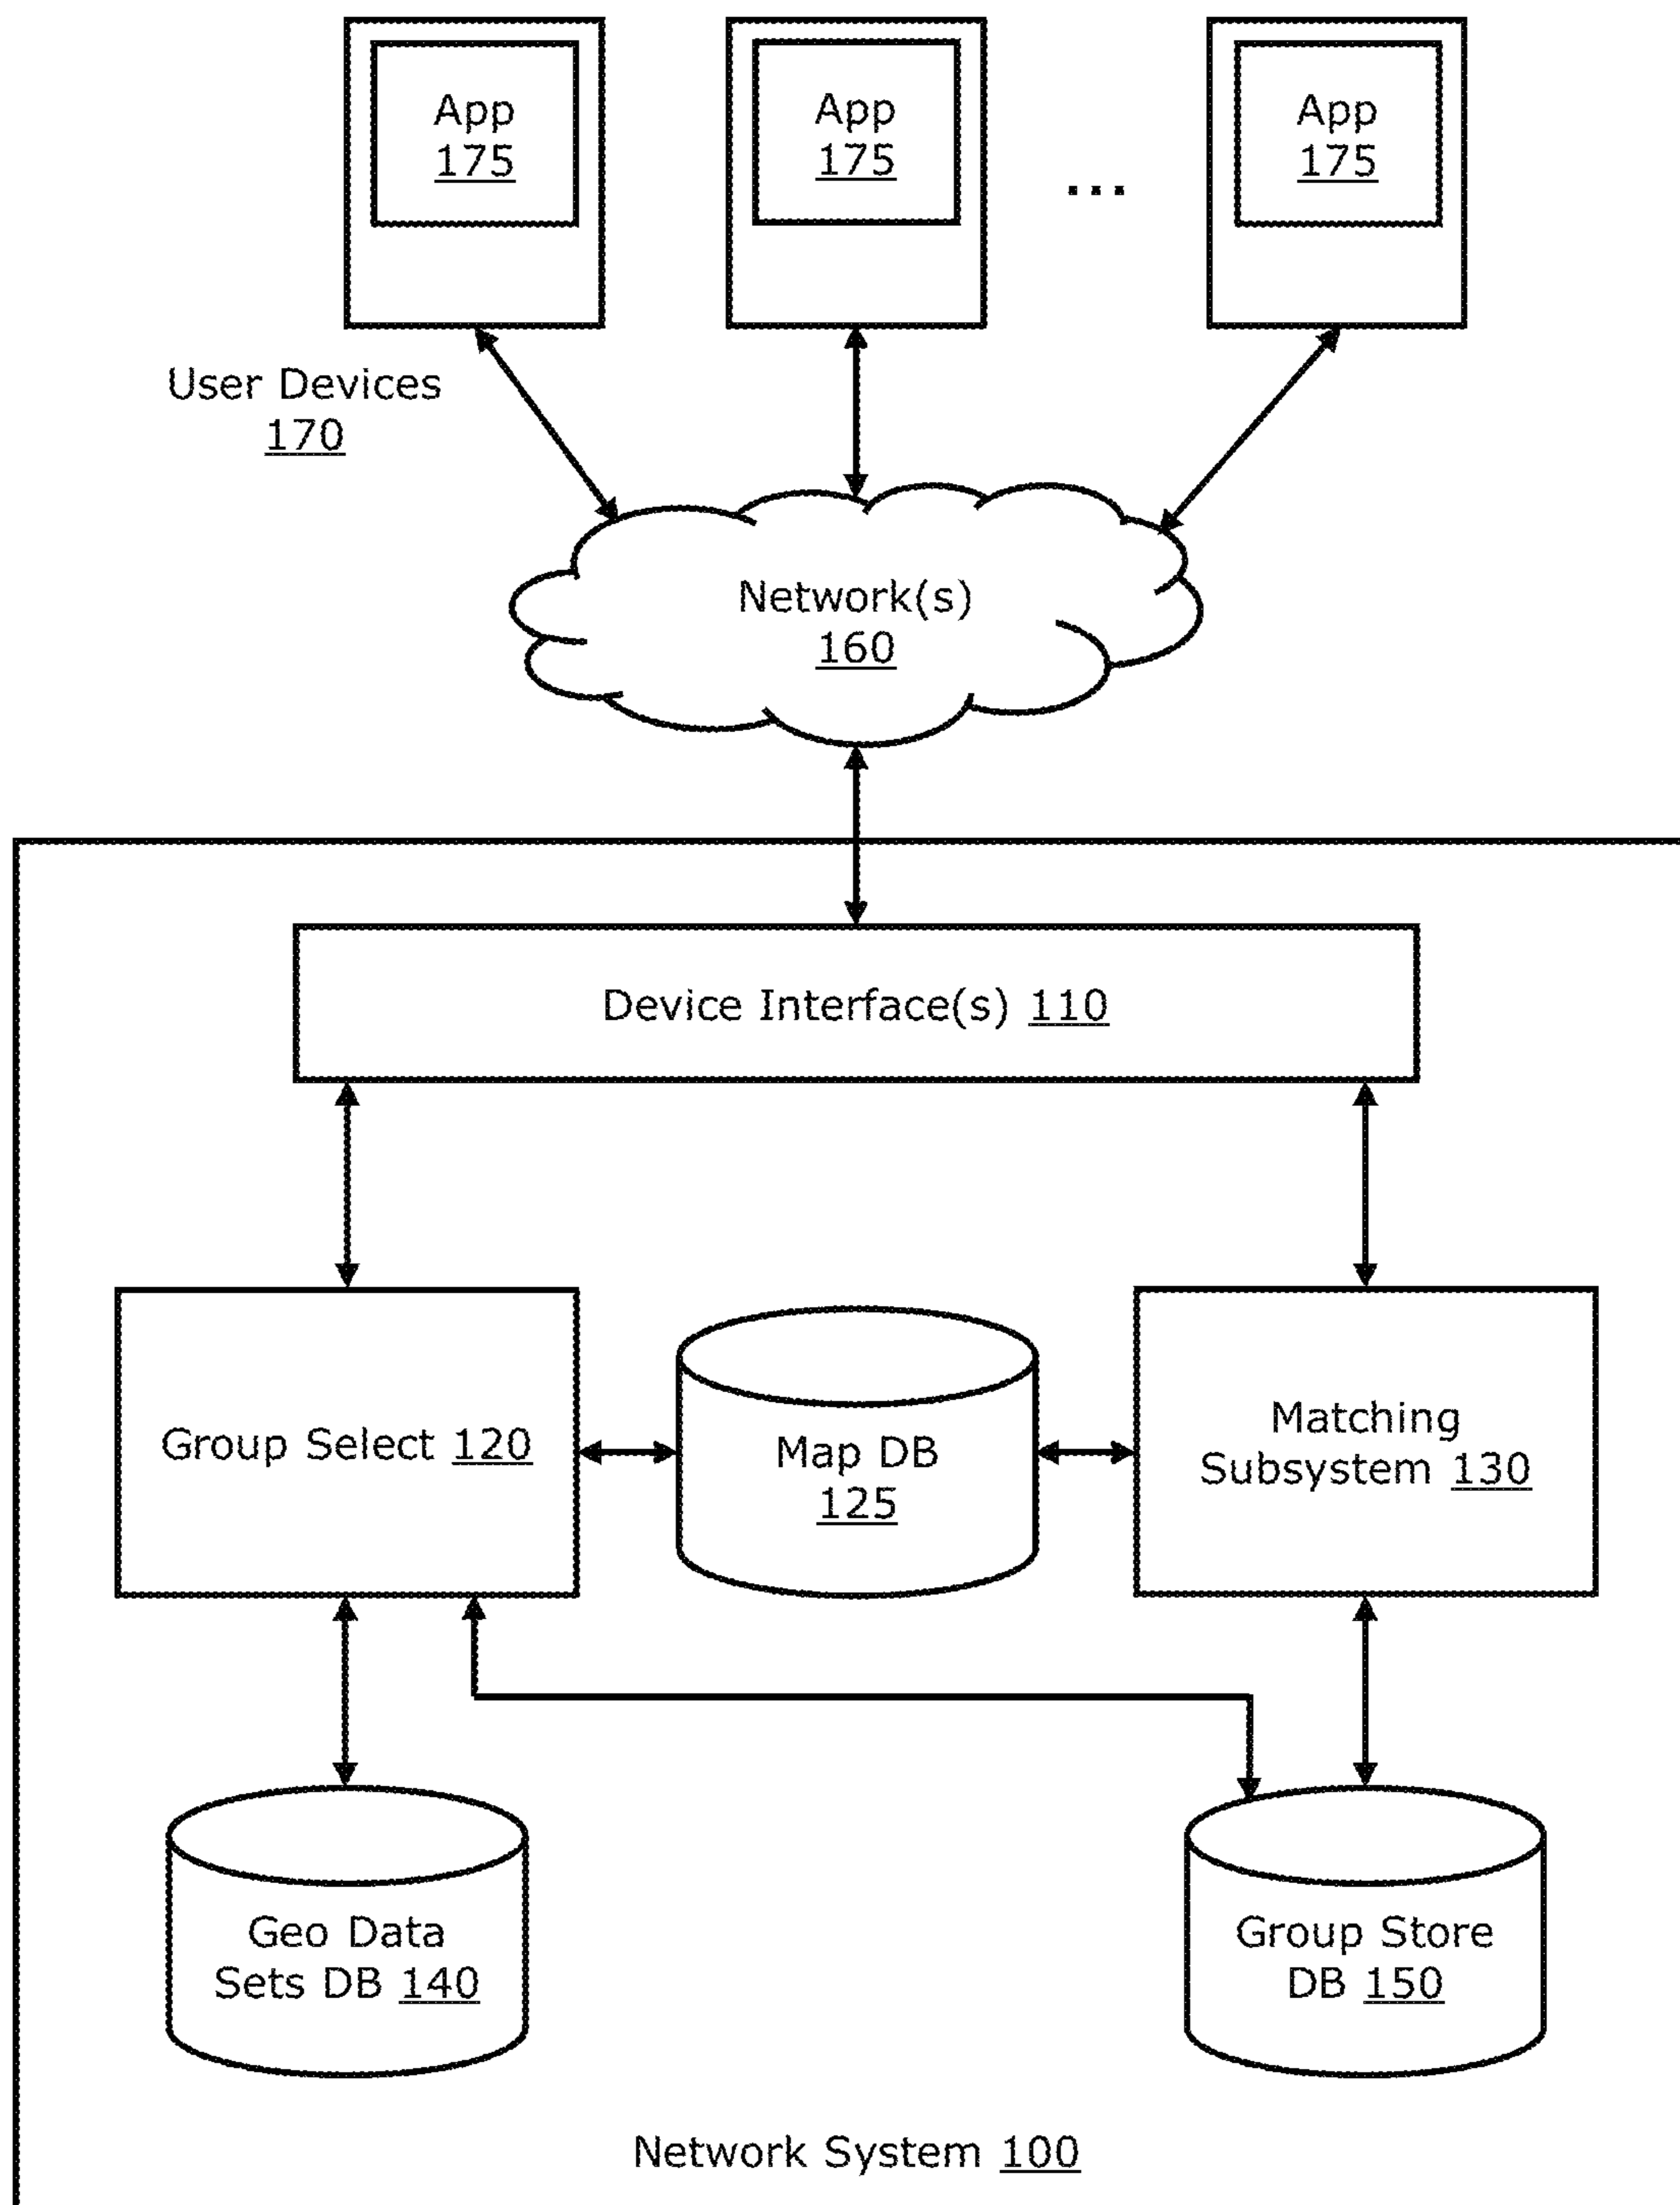 App
175
App
175
...
App
175
User Devices
170
Network(s)
160
Device Interface(s) 110
Group Select 120
Map DB
125
Matching
Subsystem 130
Geo Data
Sets DB 140
Group Store
DB 150
Network System 100